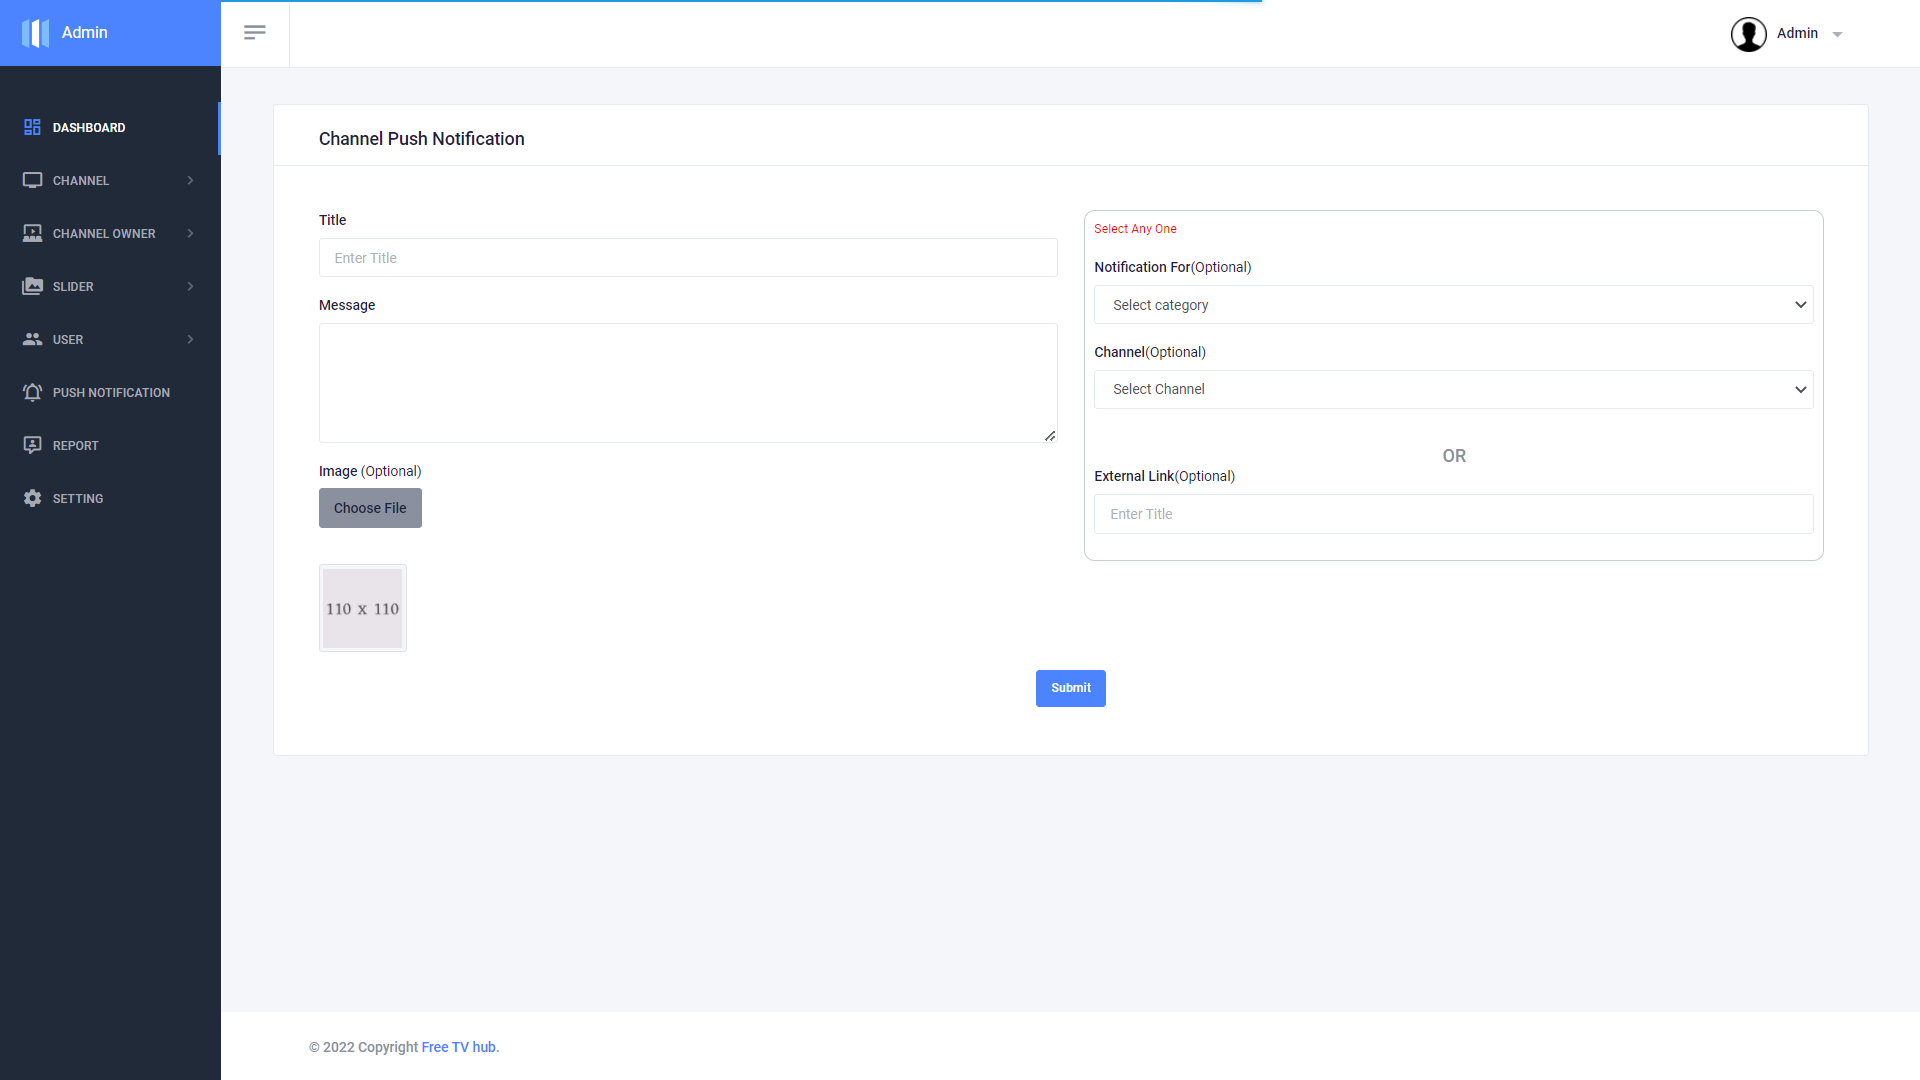 Admin
Admin
DASHBOARD
CHANNEL
CHANNEL OWNER
SLIDER
USER
PUSH NOTIFICATION
REPORT
SETTING
Channel Push Notification
Title
Enter Title
Message
Image (Optional)
Choose File
110 x 110
Select Any One
Notification For(Optional)
Select category
Channel(Optional)
Select Channel
OR
External Link(Optional)
Enter Title
Submit
© 2022 Copyright Free TV hub.